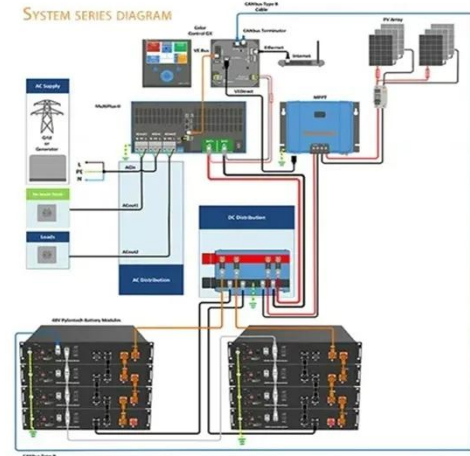 SYSTEM SERIES DIAGRAM
CANbus Type B
Cable
Color
Control GX
CANbus Terminator
PV Array
VE Bus
Ethernet
Internet
AC Supply
VE.Direct
MultiPlus-II
MPPT
Grid
or
Generator
L
PE
N
ACin
ACout1
DC Distribution
Loads
ACout2
AC Distribution
48V Pylontech Battery Modules
CANbus Type B